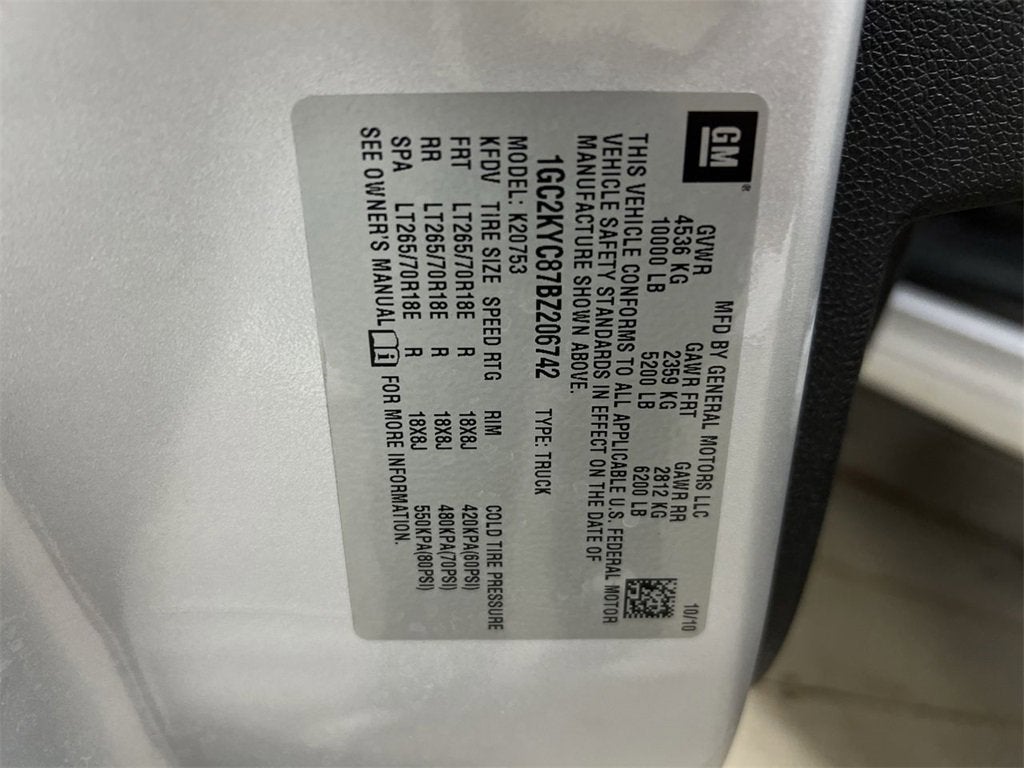 GM
MFD BY GENERAL MOTORS LLC 10/10
GVWR GAWR FRT GAWR RR
4536 KG 2359 KG 2812 KG
10000 LB 5200 LB 6200 LB
THIS VEHICLE CONFORMS TO ALL APPLICABLE U.S. FEDERAL MOTOR
VEHICLE SAFETY STANDARDS IN EFFECT ON THE DATE OF
MANUFACTURE SHOWN ABOVE.
1GC2KYC87BZ206742 TYPE: TRUCK
MODEL: K20753
KFDV TIRE SIZE SPEED RTG RIM COLD TIRE PRESSURE
FRT LT265/70R18E R 18X8J 420KPA(60PSI)
RR LT265/70R18E R 18X8J 480KPA(70PSI)
SPA LT265/70R18E R 18X8J 550KPA(80PSI)
SEE OWNER'S MANUAL i FOR MORE INFORMATION.